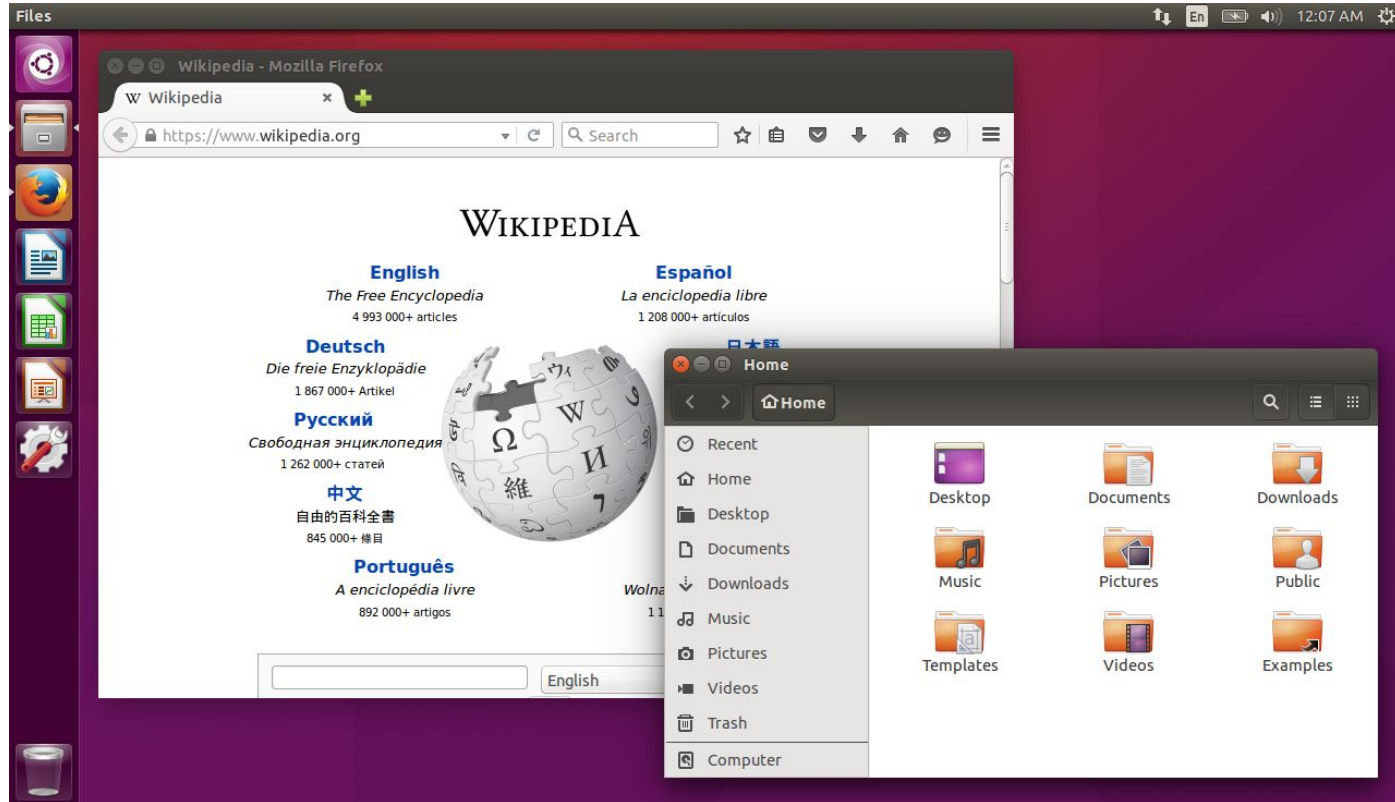 Files
En
12:07 AM
Wikipedia - Mozilla Firefox
Wikipedia
https://www.wikipedia.org
Search
WIKIPEDIA
English
The Free Encyclopedia
4 993 000+ articles
Español
La enciclopedia libre
1 208 000+ artículos
Deutsch
Die freie Enzyklopädie
1 867 000+ Artikel
日本語
Русский
Свободная энциклопедия
1 262 000+ статей
中文
自由的百科全書
845 000+ 條目
Português
A enciclopédia livre
892 000+ artigos
English
Ω
W
И
維
ウィ
7
Home
Home
Recent
Home
Desktop
Documents
Downloads
Music
Pictures
Videos
Trash
Computer
Desktop
Documents
Downloads
Music
Pictures
Public
Templates
Videos
Examples